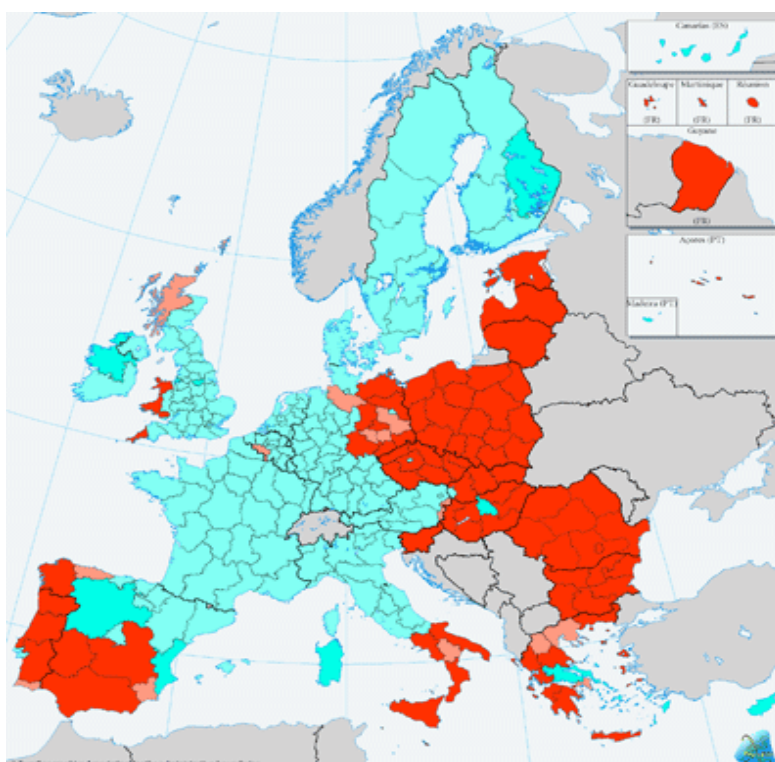 Canarias (ES)
Guadeloupe Martinique Réunion
(FR) (FR) (FR)
Guyane
(FR)
Açores (PT)
Madeira (PT)